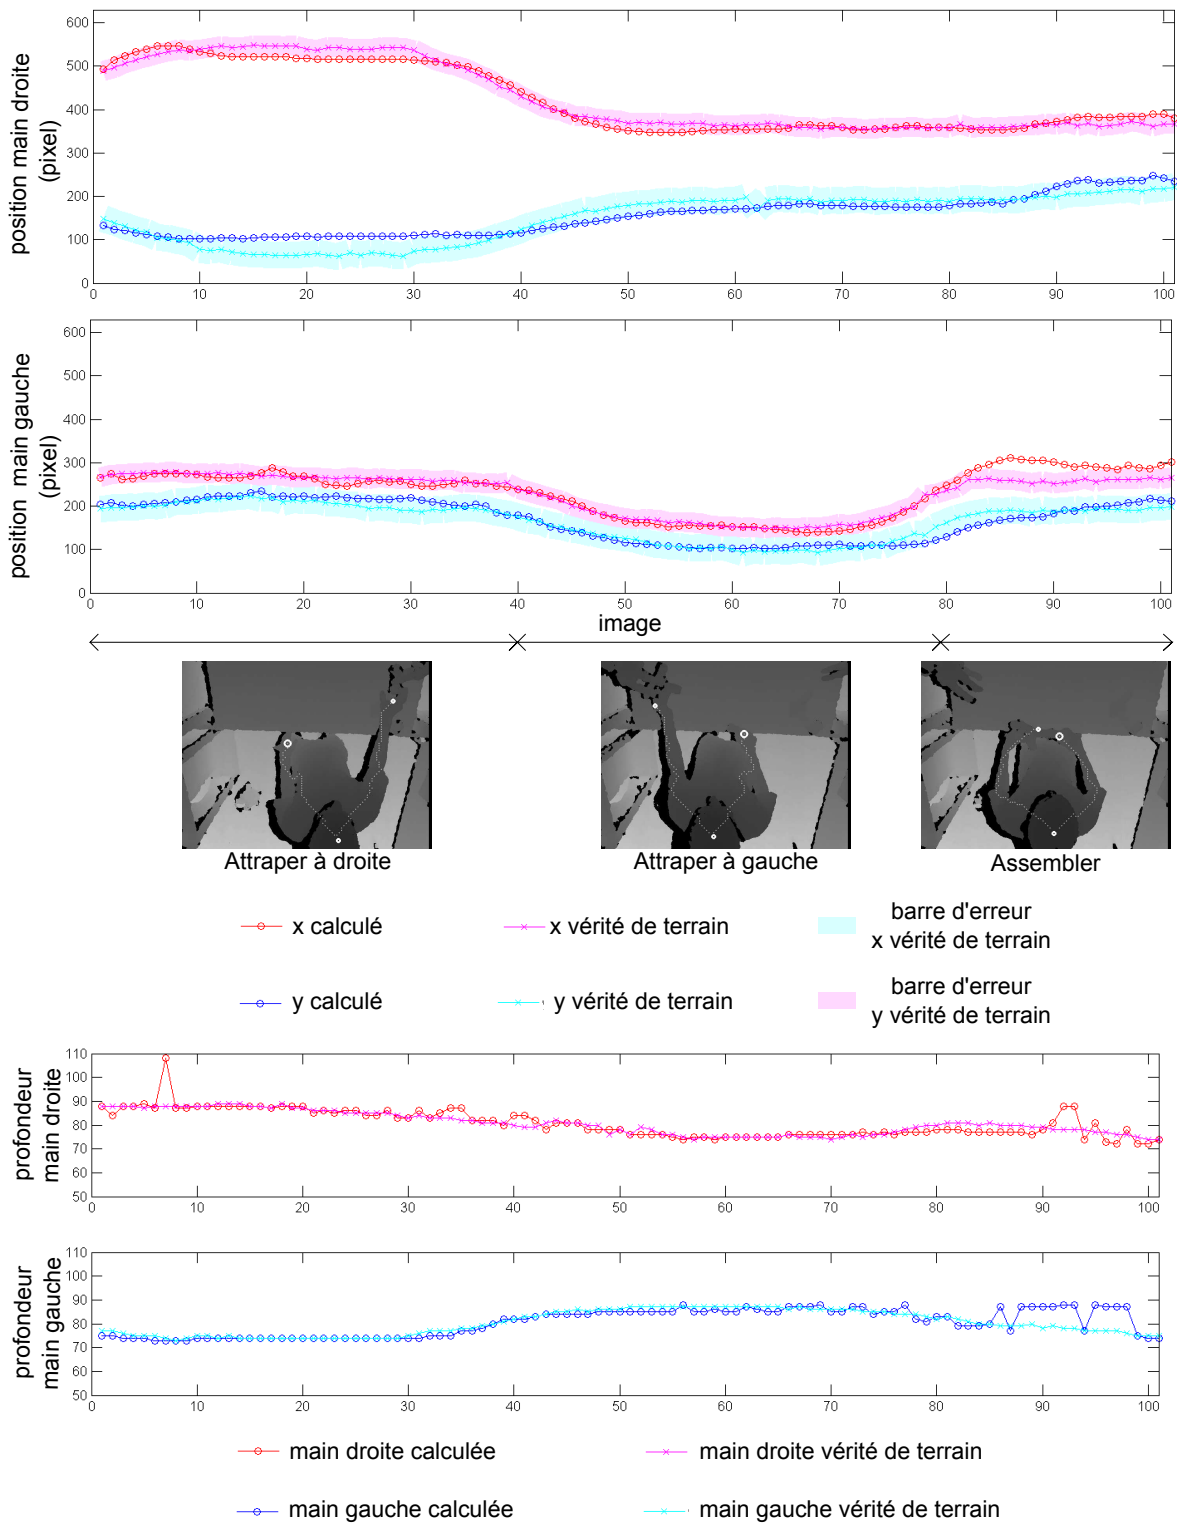 position main droite
(pixel)
600
500
400
300
200
100
0
0 10 20 30 40 50 60 70 80 90 100
position main gauche
(pixel)
600
500
400
300
200
100
0
0 10 20 30 40 50 60 70 80 90 100
image
Attraper à droite
Attraper à gauche
Assembler
x calculé
x vérité de terrain
barre d'erreur
x vérité de terrain
y calculé
y vérité de terrain
barre d'erreur
y vérité de terrain
profondeur
main droite
110
100
90
80
70
60
50
0 10 20 30 40 50 60 70 80 90 100
profondeur
main gauche
110
100
90
80
70
60
50
0 10 20 30 40 50 60 70 80 90 100
main droite calculée
main droite vérité de terrain
main gauche calculée
main gauche vérité de terrain